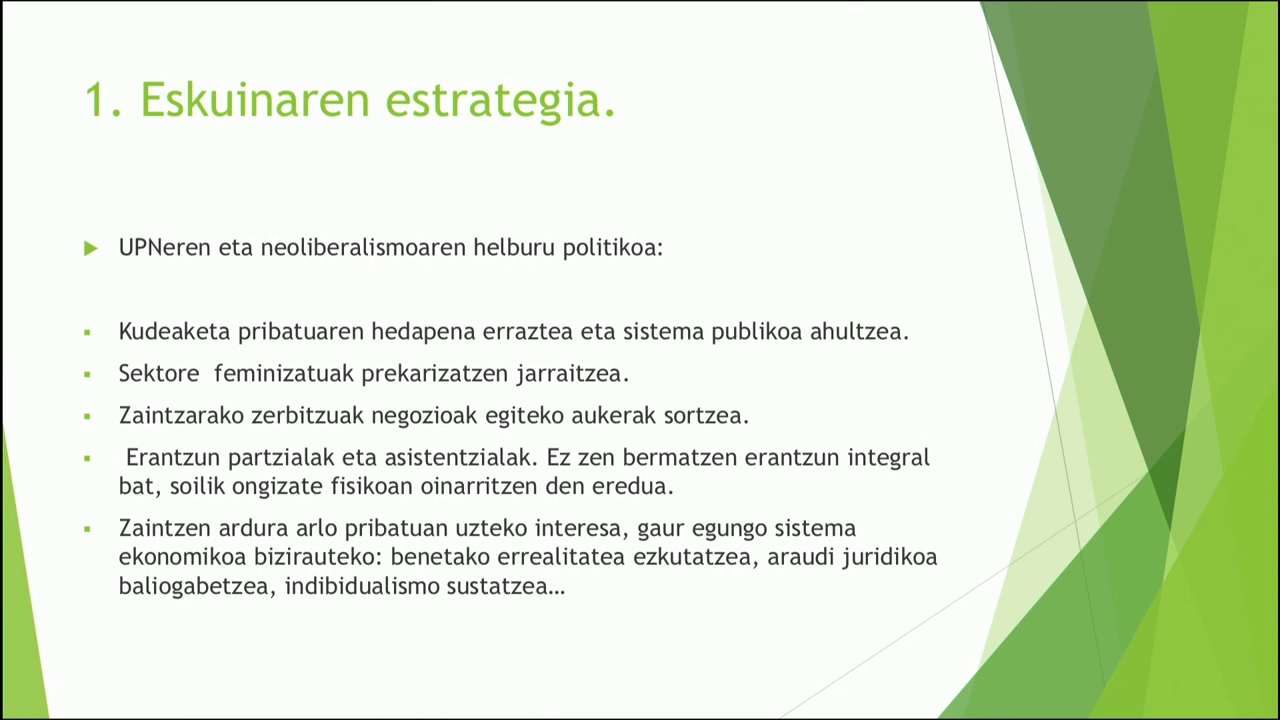 1. Eskuinaren estrategia.
UPNeren eta neoliberalismoaren helburu politikoa:
Kudeaketa pribatuaren hedapena erraztea eta sistema publikoa ahultzea.
Sektore  feminizatuak prekarizatzen jarraitzea.
Zaintzarako zerbitzuak negozioak egiteko aukerak sortzea.
Erantzun partzialak eta asistentzialak. Ez zen bermatzen erantzun integral
bat, soilik ongizate fisikoan oinarritzen den eredua.
Zaintzen ardura arlo pribatuan uzteko interesa, gaur egungo sistema
ekonomikoa bizirauteko: benetako errealitatea ezkutatzea, araudi juridikoa
baliogabetzea, indibidualismo sustatzea…